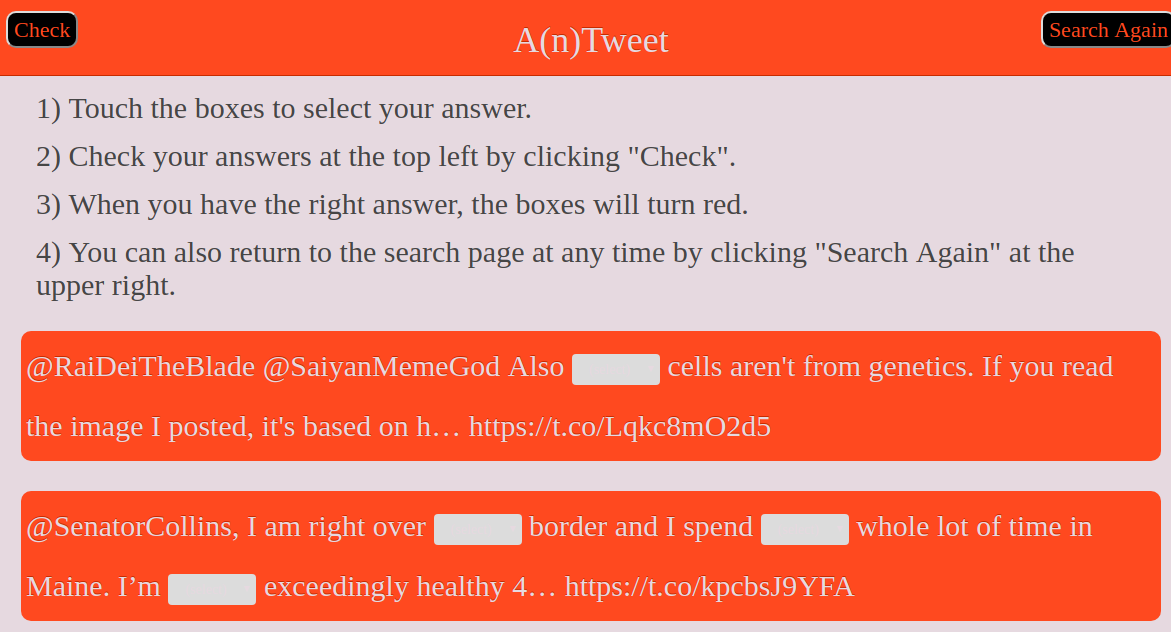 Check
A(n)Tweet
Search Again
1) Touch the boxes to select your answer.
2) Check your answers at the top left by clicking "Check".
3) When you have the right answer, the boxes will turn red.
4) You can also return to the search page at any time by clicking "Search Again" at the
upper right.
@RaiDeiTheBlade @SaiyanMemeGod Also cells aren't from genetics. If you read
the image I posted, it's based on h… https://t.co/Lqkc8mO2d5
@SenatorCollins, I am right over border and I spend whole lot of time in
Maine. I’m exceedingly healthy 4… https://t.co/kpcbsJ9YFA